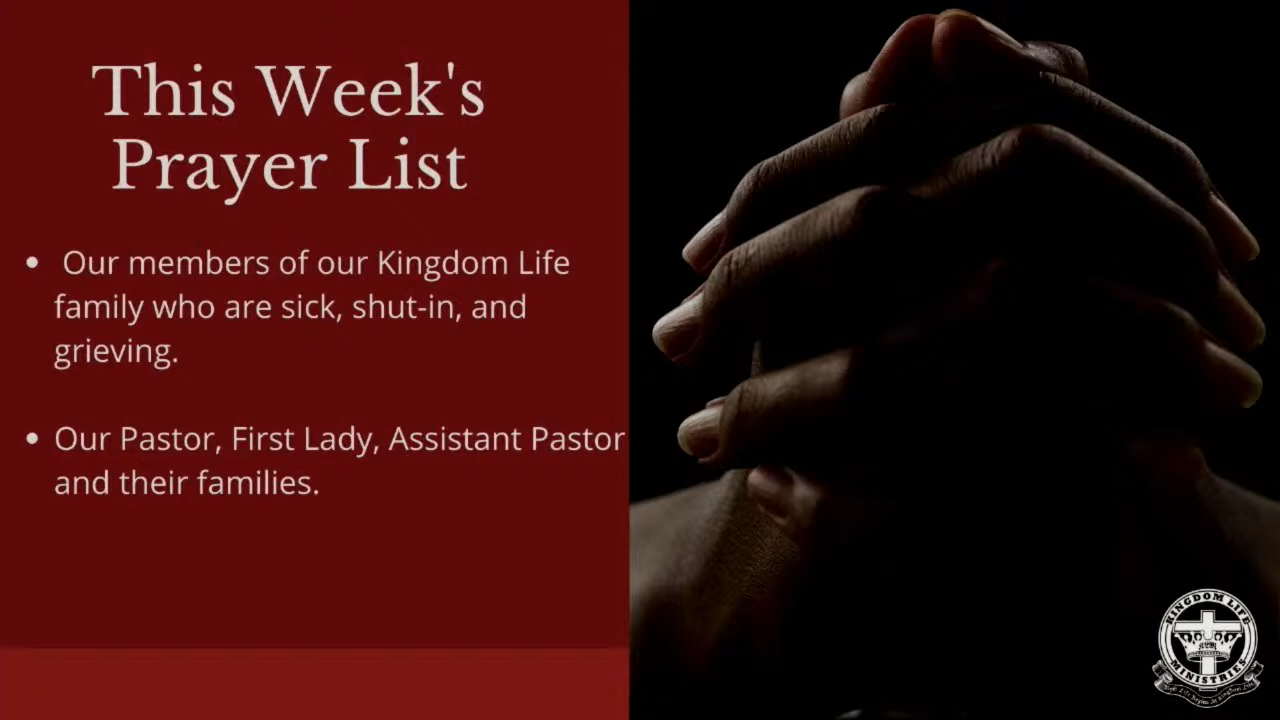 This Week's
Prayer List
• Our members of our Kingdom Life
family who are sick, shut-in, and
grieving.
• Our Pastor, First Lady, Assistant Pastor
and their families.
KINGDOM LIFE
MINISTRIES